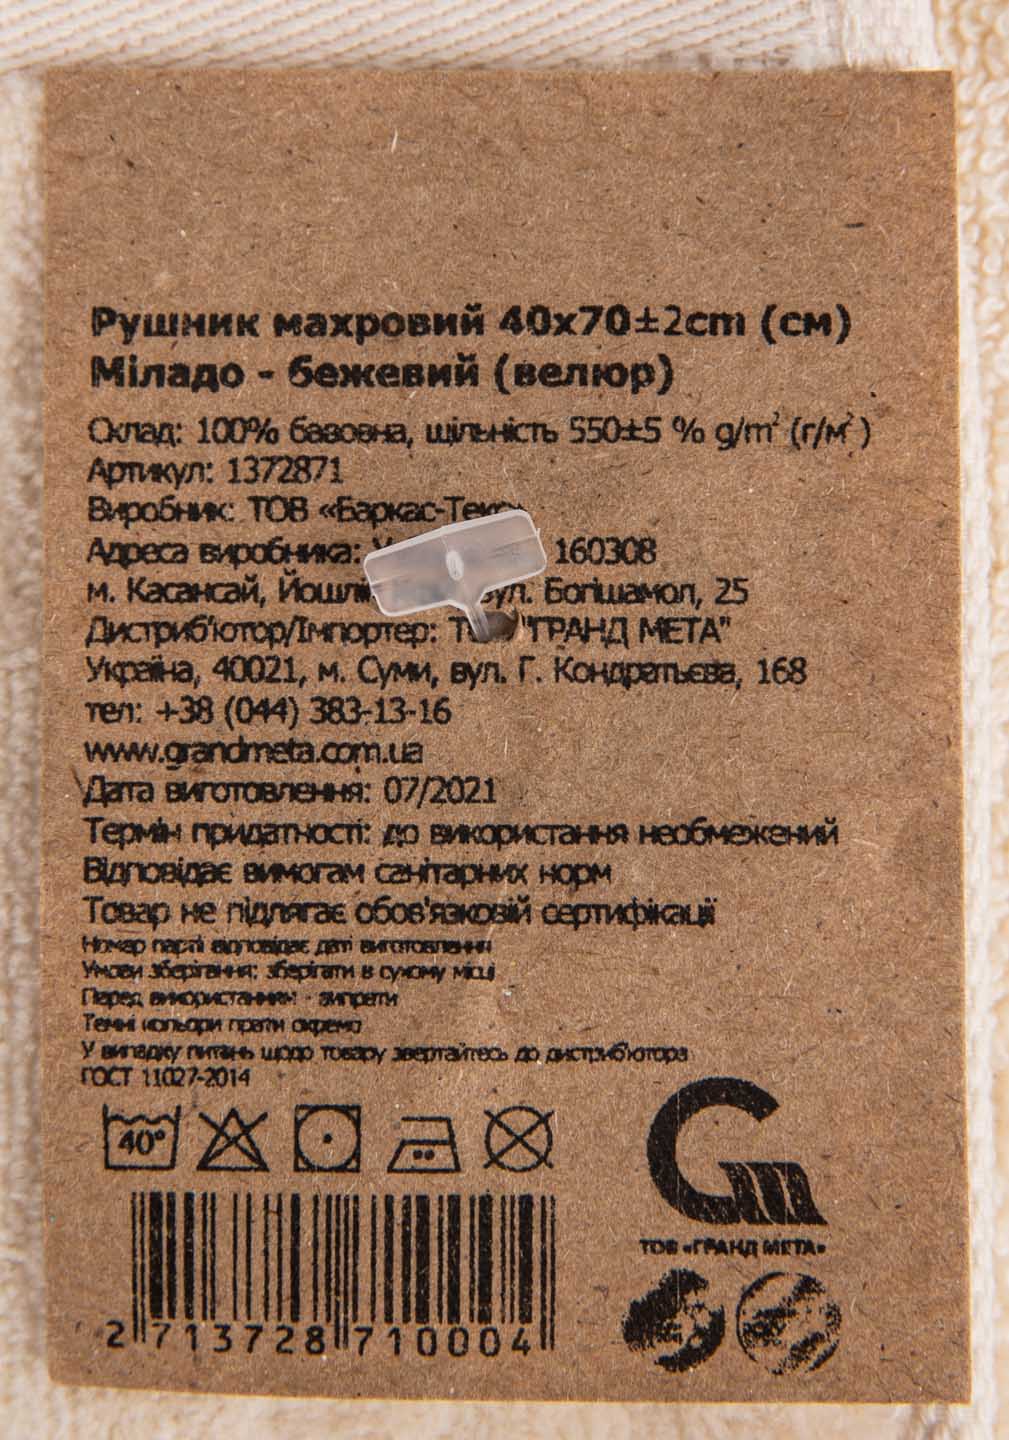 Рушник махровий 40x70±2cm (см)
Міладо - бежевий (велюр)
Склад: 100% бавовна, щільність 550±5 % g/m² (г/м²)
Артикул: 1372871
Виробник: ТОВ «Баркас-Текс»
Адреса виробника: 160308
м. Касансай, вул. Богішамол, 25
Дистриб'ютор/Імпортер: "ГРАНД МЕТА"
Україна, 40021, м. Суми, вул. Г. Кондратьєва, 168
тел: +38 (044) 383-13-16
www.grandmeta.com.ua
Дата виготовлення: 07/2021
Термін придатності: до використання необмежений
Відповідає вимогам санітарних норм
Товар не підлягає обов'язковій сертифікації
Номер партії відповідає даті виготовлення
Умови зберігання: зберігати в сухому місці
Перед використанням - випрати
Темні кольори прати окремо
У випадку питань щодо товару звертайтесь до дистриб'ютора
ГОСТ 11027-2014
40°
ТОВ «ГРАНД МЕТА»
2 713728 710004